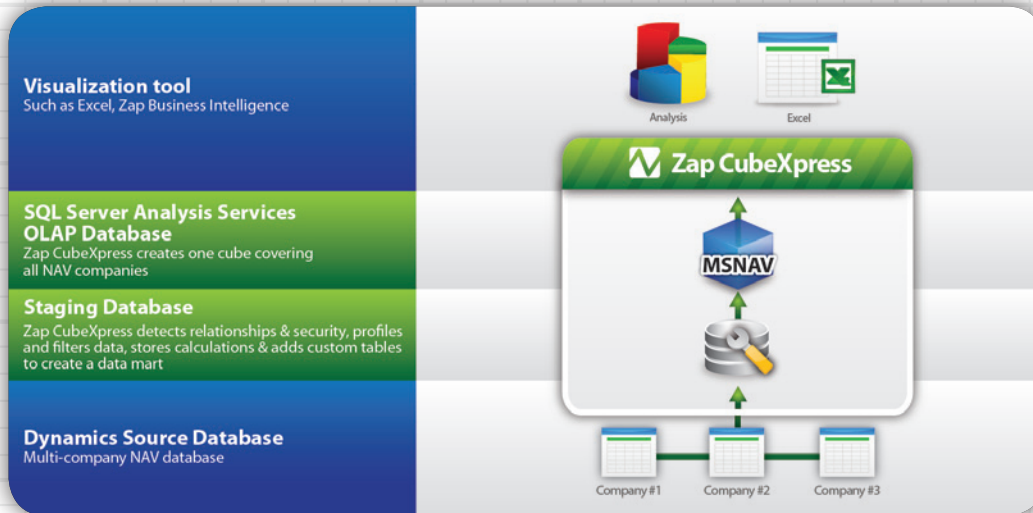 Visualization tool
Such as Excel, Zap Business Intelligence
Analysis
Excel
Zap CubeXpress
SQL Server Analysis Services
OLAP Database
Zap CubeXpress creates one cube covering
all NAV companies
MSNAV
Staging Database
Zap CubeXpress detects relationships & security, profiles
and filters data, stores calculations & adds custom tables
to create a data mart
Dynamics Source Database
Multi-company NAV database
Company #1
Company #2
Company #3